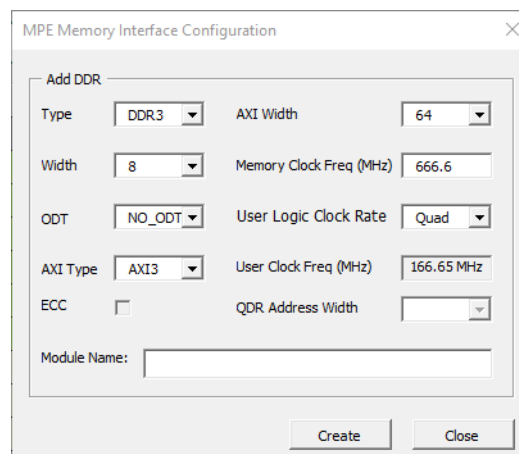 MPE Memory Interface Configuration
Add DDR
Type DDR3 AXI Width 64
Width 8 Memory Clock Freq (MHz) 666.6
ODT NO_ODT User Logic Clock Rate Quad
AXI Type AXI3 User Clock Freq (MHz) 166.65 MHz
ECC QDR Address Width
Module Name:
Create Close